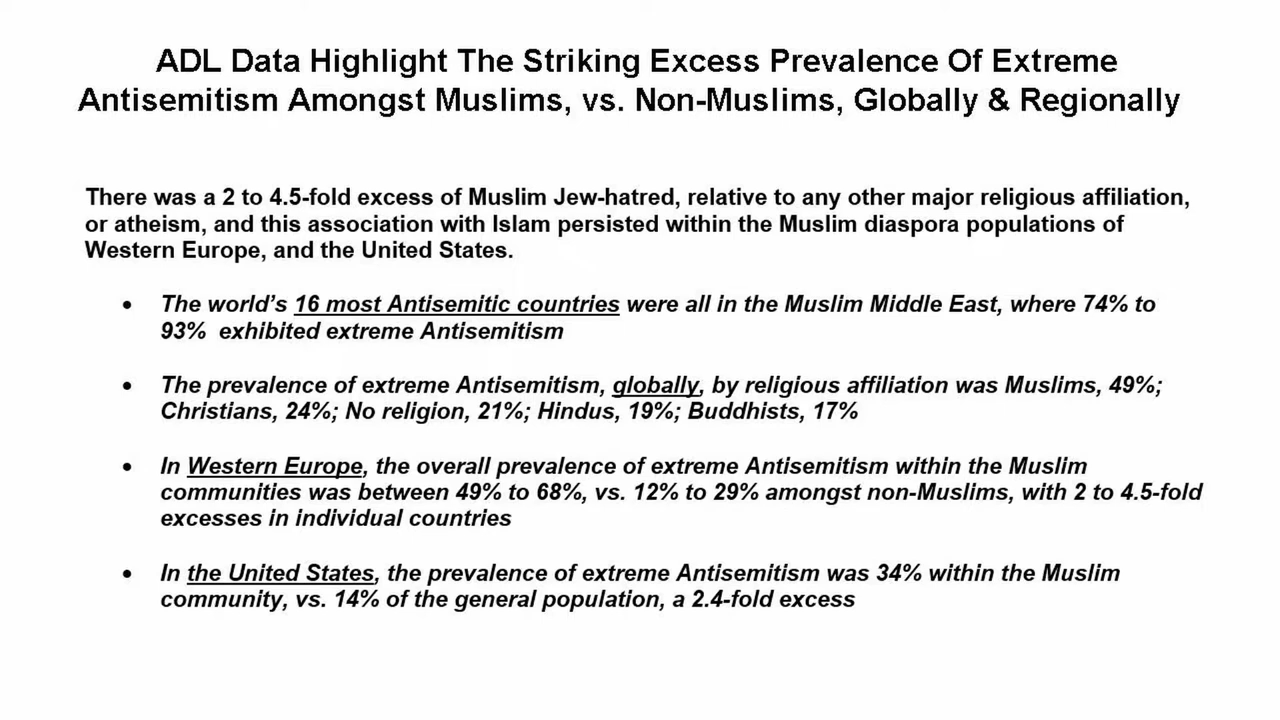 ADL Data Highlight The Striking Excess Prevalence Of Extreme
Antisemitism Amongst Muslims, vs. Non-Muslims, Globally & Regionally
There was a 2 to 4.5-fold excess of Muslim Jew-hatred, relative to any other major religious affiliation,
or atheism, and this association with Islam persisted within the Muslim diaspora populations of
Western Europe, and the United States.
• The world's 16 most Antisemitic countries were all in the Muslim Middle East, where 74% to
93% exhibited extreme Antisemitism
• The prevalence of extreme Antisemitism, globally, by religious affiliation was Muslims, 49%;
Christians, 24%; No religion, 21%; Hindus, 19%; Buddhists, 17%
• In Western Europe, the overall prevalence of extreme Antisemitism within the Muslim
communities was between 49% to 68%, vs. 12% to 29% amongst non-Muslims, with 2 to 4.5-fold
excesses in individual countries
• In the United States, the prevalence of extreme Antisemitism was 34% within the Muslim
community, vs. 14% of the general population, a 2.4-fold excess